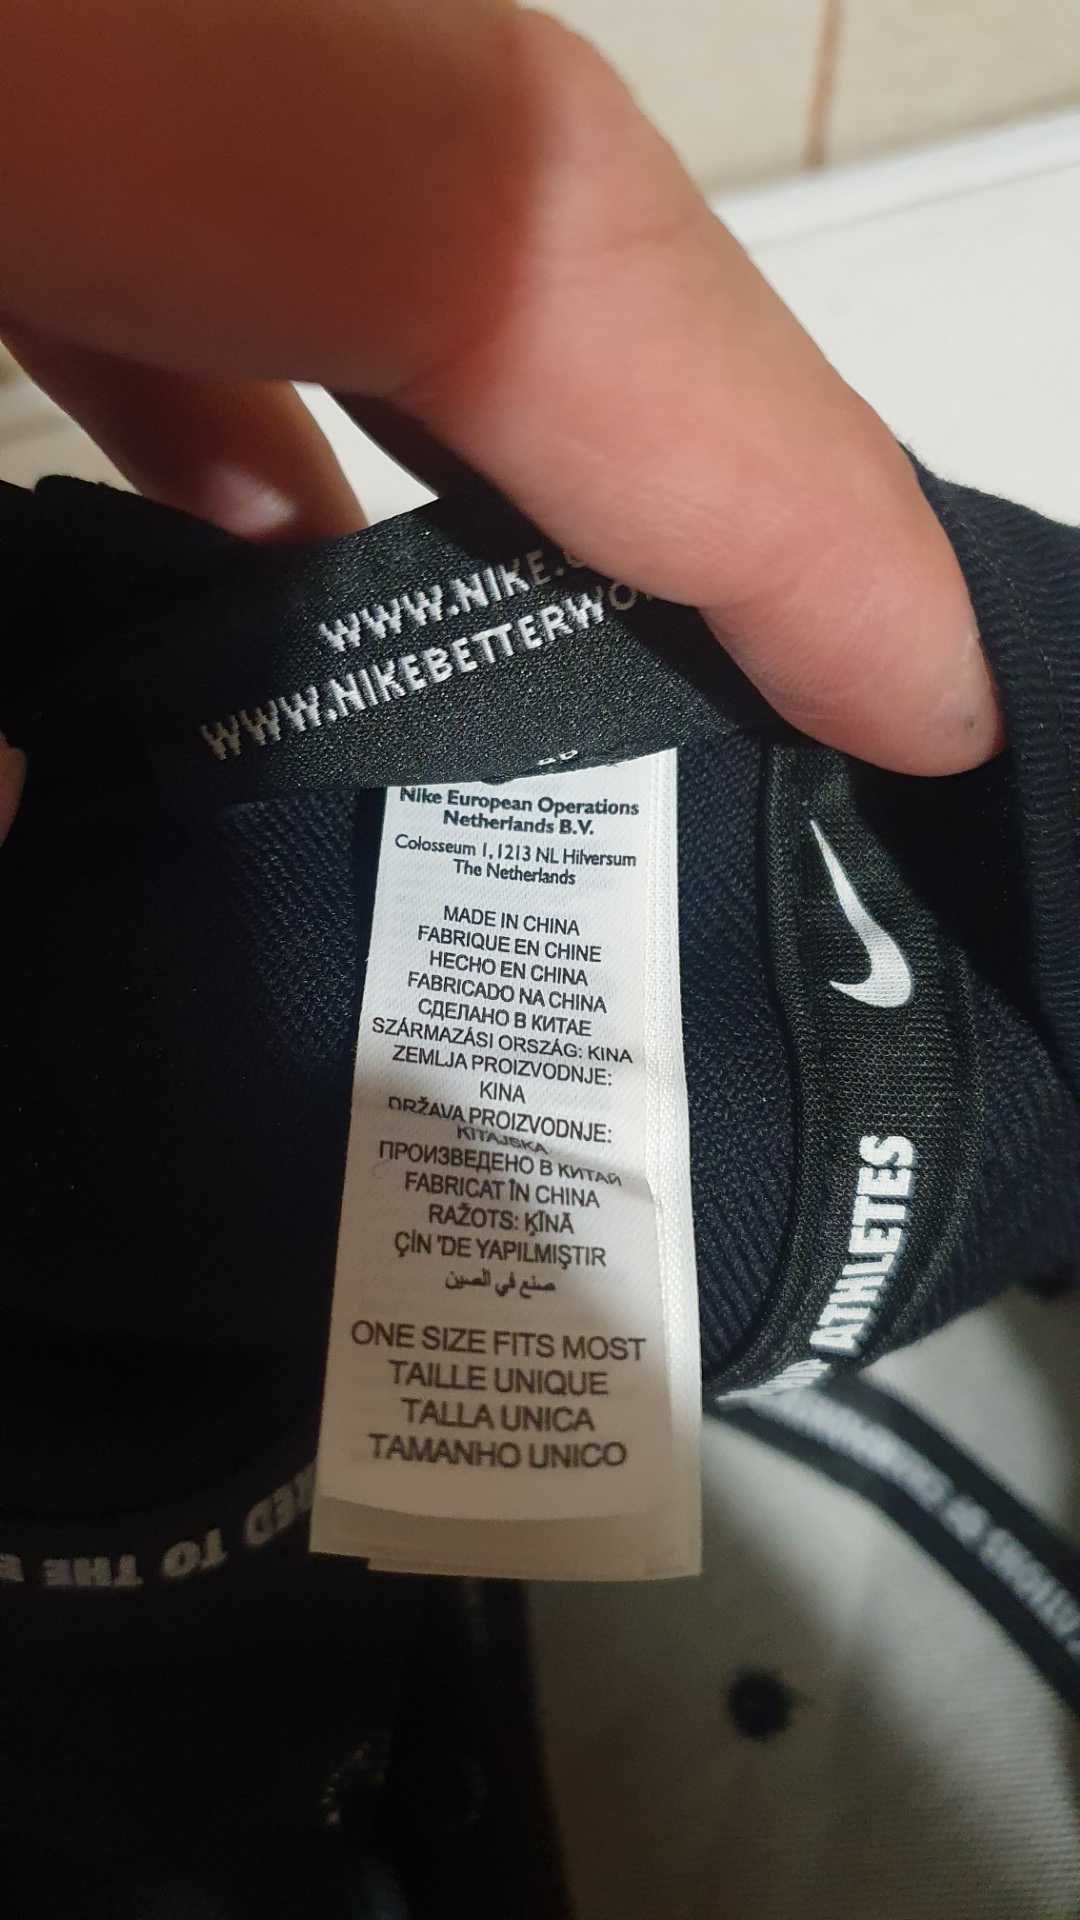 WWW.NIKE.
WWW.NIKEBETTERWO
Nike European Operations
Netherlands B.V.
Colosseum 1, 1213 NL Hilversum
The Netherlands
MADE IN CHINA
FABRIQUE EN CHINE
HECHO EN CHINA
FABRICADO NA CHINA
СДЕЛАНО В КИТАЕ
SZÁRMAZÁSI ORSZÁG: KINA
ZEMLJA PROIZVODNJE:
KINA
DRŽAVA PROIZVODNJE:
KITAJSKA
ПРОИЗВЕДЕНО В КИТАЙ
FABRICAT ÎN CHINA
RAŽOTS: ĶĪNĀ
ÇİN 'DE YAPILMIŞTIR
صنع في الصين
ONE SIZE FITS MOST
TAILLE UNIQUE
TALLA UNICA
TAMANHO UNICO
ATHLETES
TO THE